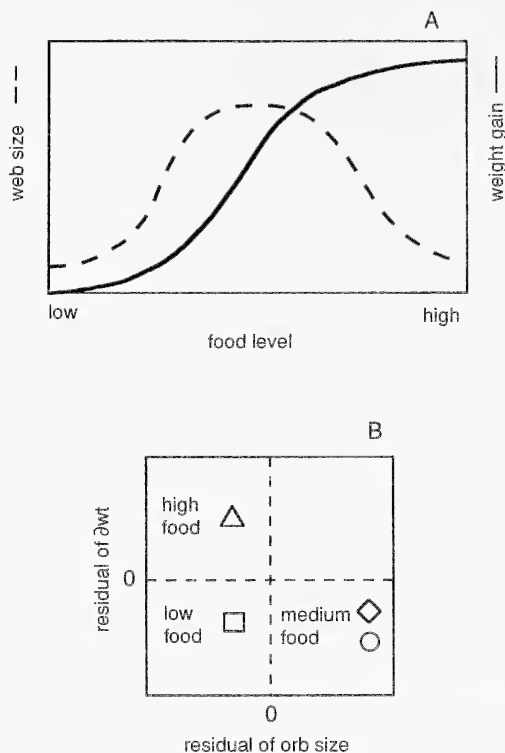 A
web size
weight gain
low
high
food level
B
high
food
residual of ∂wt
0
low
food
medium
food
0
residual of orb size